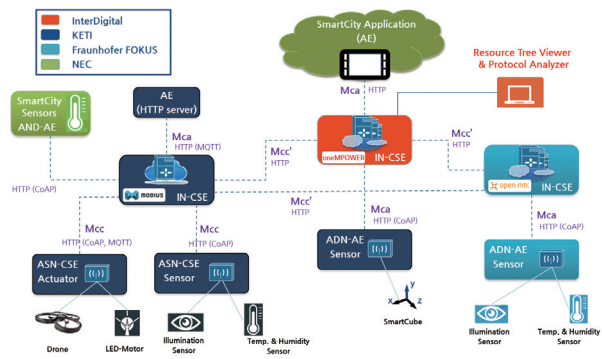 InterDigital
KETI
Fraunhofer FOKUS
NEC
SmartCity Application
(AE)
Resource Tree Viewer
& Protocol Analyzer
SmartCity
Sensors
AND-AE
AE
(HTTP server)
Mca
HTTP
Mca
HTTP (MQTT)
Mcc'
HTTP
oneMPOWER
IN-CSE
Mcc'
HTTP
HTTP (CoAP)
MOBIUS
IN-CSE
open mtc
IN-CSE
Mcc'
HTTP
Mcc
HTTP (CoAP, MQTT)
Mcc
HTTP (CoAP)
Mca
HTTP (CoAP)
Mca
HTTP (CoAP)
ASN-CSE
Actuator
ASN-CSE
Sensor
ADN-AE
Sensor
ADN-AE
Sensor
y
x
z
SmartCube
Drone
LED-Motor
Illumination
Sensor
Temp. & Humidity
Sensor
Illumination
Sensor
Temp. & Humidity
Sensor